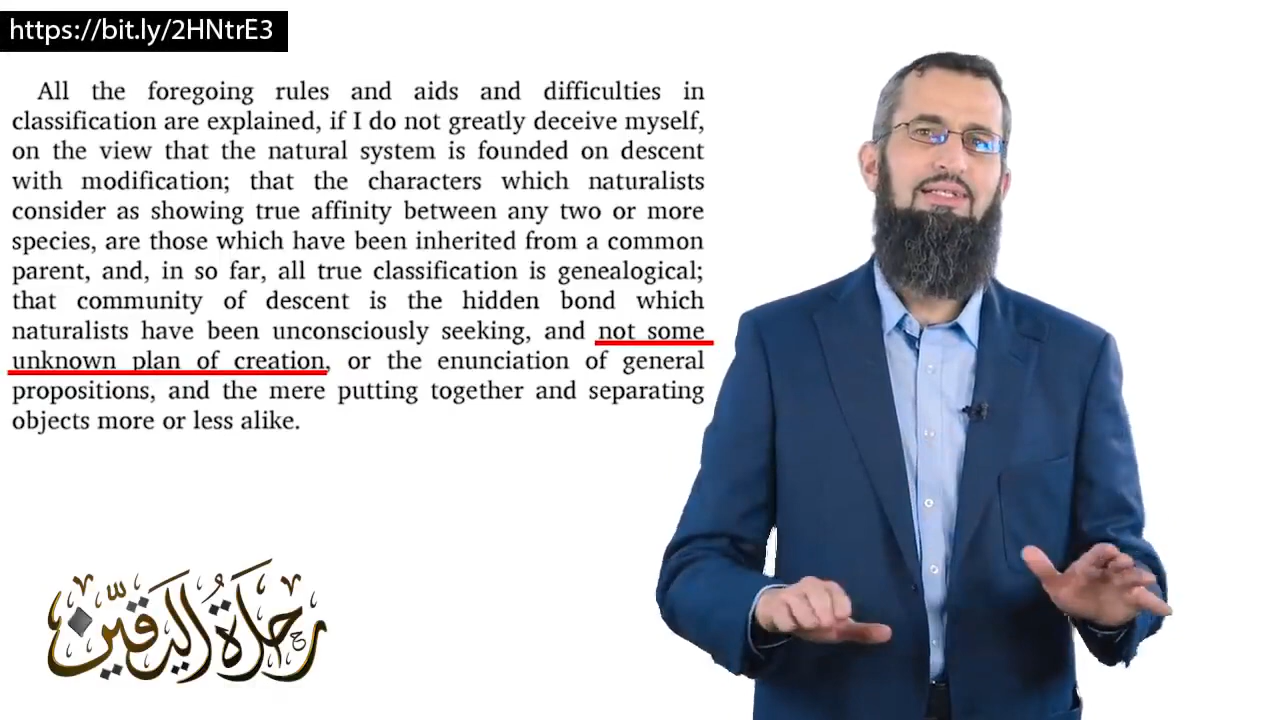 https://bit.ly/2HNtrE3
All the foregoing rules and aids and difficulties in
classification are explained, if I do not greatly deceive myself,
on the view that the natural system is founded on descent
with modification; that the characters which naturalists
consider as showing true affinity between any two or more
species, are those which have been inherited from a common
parent, and, in so far, all true classification is genealogical;
that community of descent is the hidden bond which
naturalists have been unconsciously seeking, and not some
unknown plan of creation, or the enunciation of general
propositions, and the mere putting together and separating
objects more or less alike.
رحلة اليقين